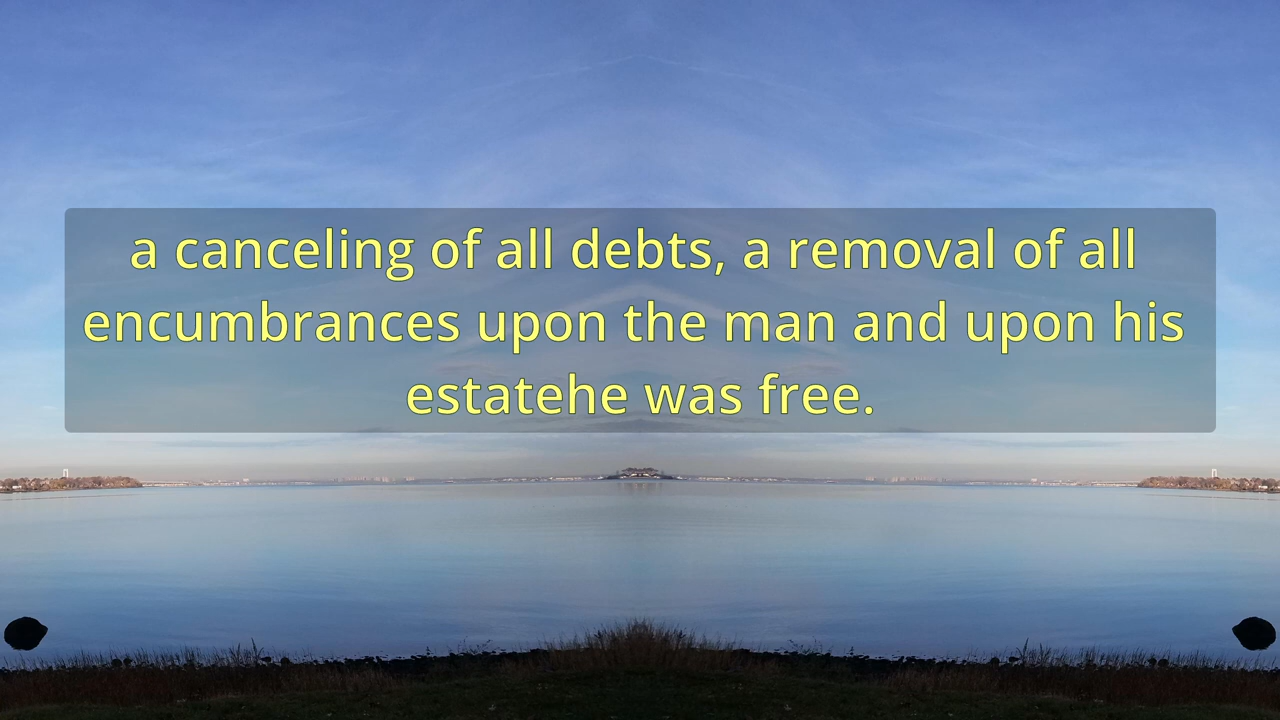 a canceling of all debts, a removal of all
encumbrances upon the man and upon his
estatehe was free.